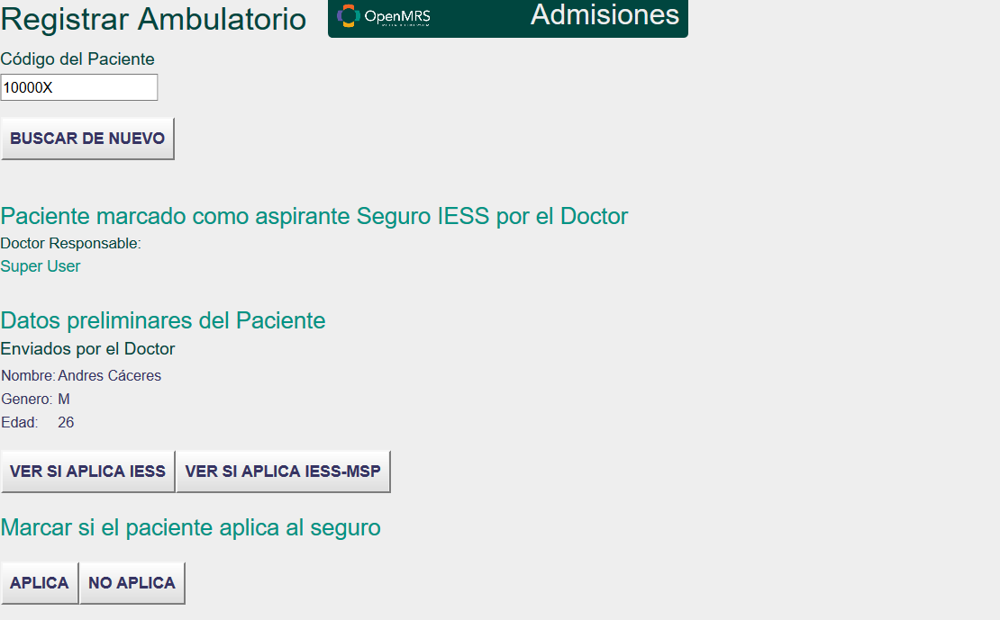 Registrar Ambulatorio
OpenMRS
Admisiones
Código del Paciente
10000X
BUSCAR DE NUEVO
Paciente marcado como aspirante Seguro IESS por el Doctor
Doctor Responsable:
Super User
Datos preliminares del Paciente
Enviados por el Doctor
Nombre: Andres Cáceres
Genero: M
Edad: 26
VER SI APLICA IESS VER SI APLICA IESS-MSP
Marcar si el paciente aplica al seguro
APLICA NO APLICA